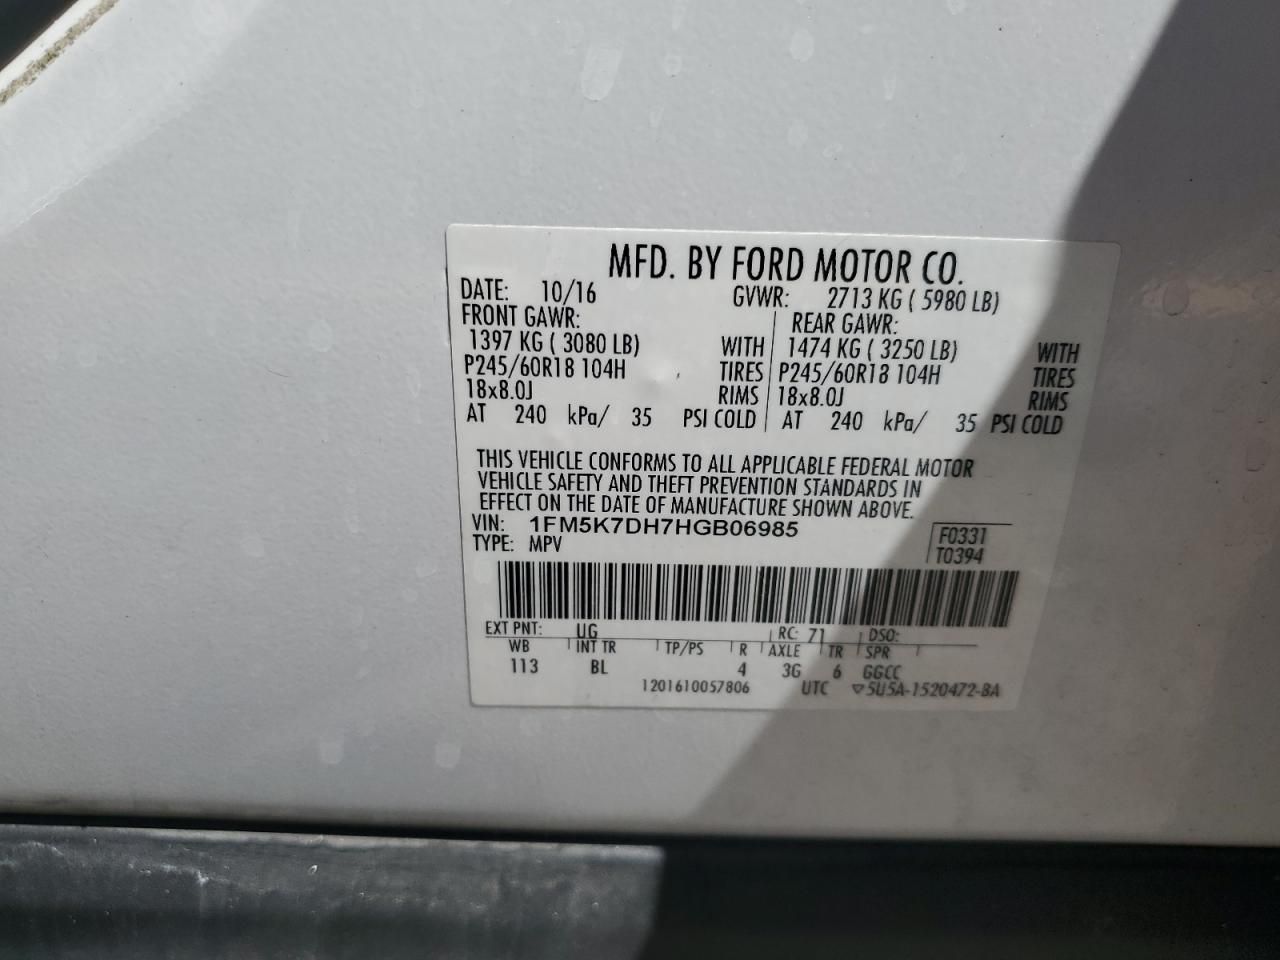 MFD. BY FORD MOTOR CO.
DATE: 10/16 GVWR: 2713 KG ( 5980 LB)
FRONT GAWR: REAR GAWR:
1397 KG ( 3080 LB) WITH 1474 KG ( 3250 LB) WITH
P245/60R18 104H TIRES P245/60R18 104H TIRES
18x8.0J RIMS 18x8.0J RIMS
AT 240 kPa/ 35 PSI COLD AT 240 kPa/ 35 PSI COLD
THIS VEHICLE CONFORMS TO ALL APPLICABLE FEDERAL MOTOR
VEHICLE SAFETY AND THEFT PREVENTION STANDARDS IN
EFFECT ON THE DATE OF MANUFACTURE SHOWN ABOVE.
VIN: 1FM5K7DH7HGB06985 F0331
TYPE: MPV T0394
EXT PNT: UG RC: 71 DSO:
WB INT TR TP/PS R AXLE TR SPR
113 BL 4 3G 6 GGCC
1201610057806 UTC ▽5U5A-1520472-BA